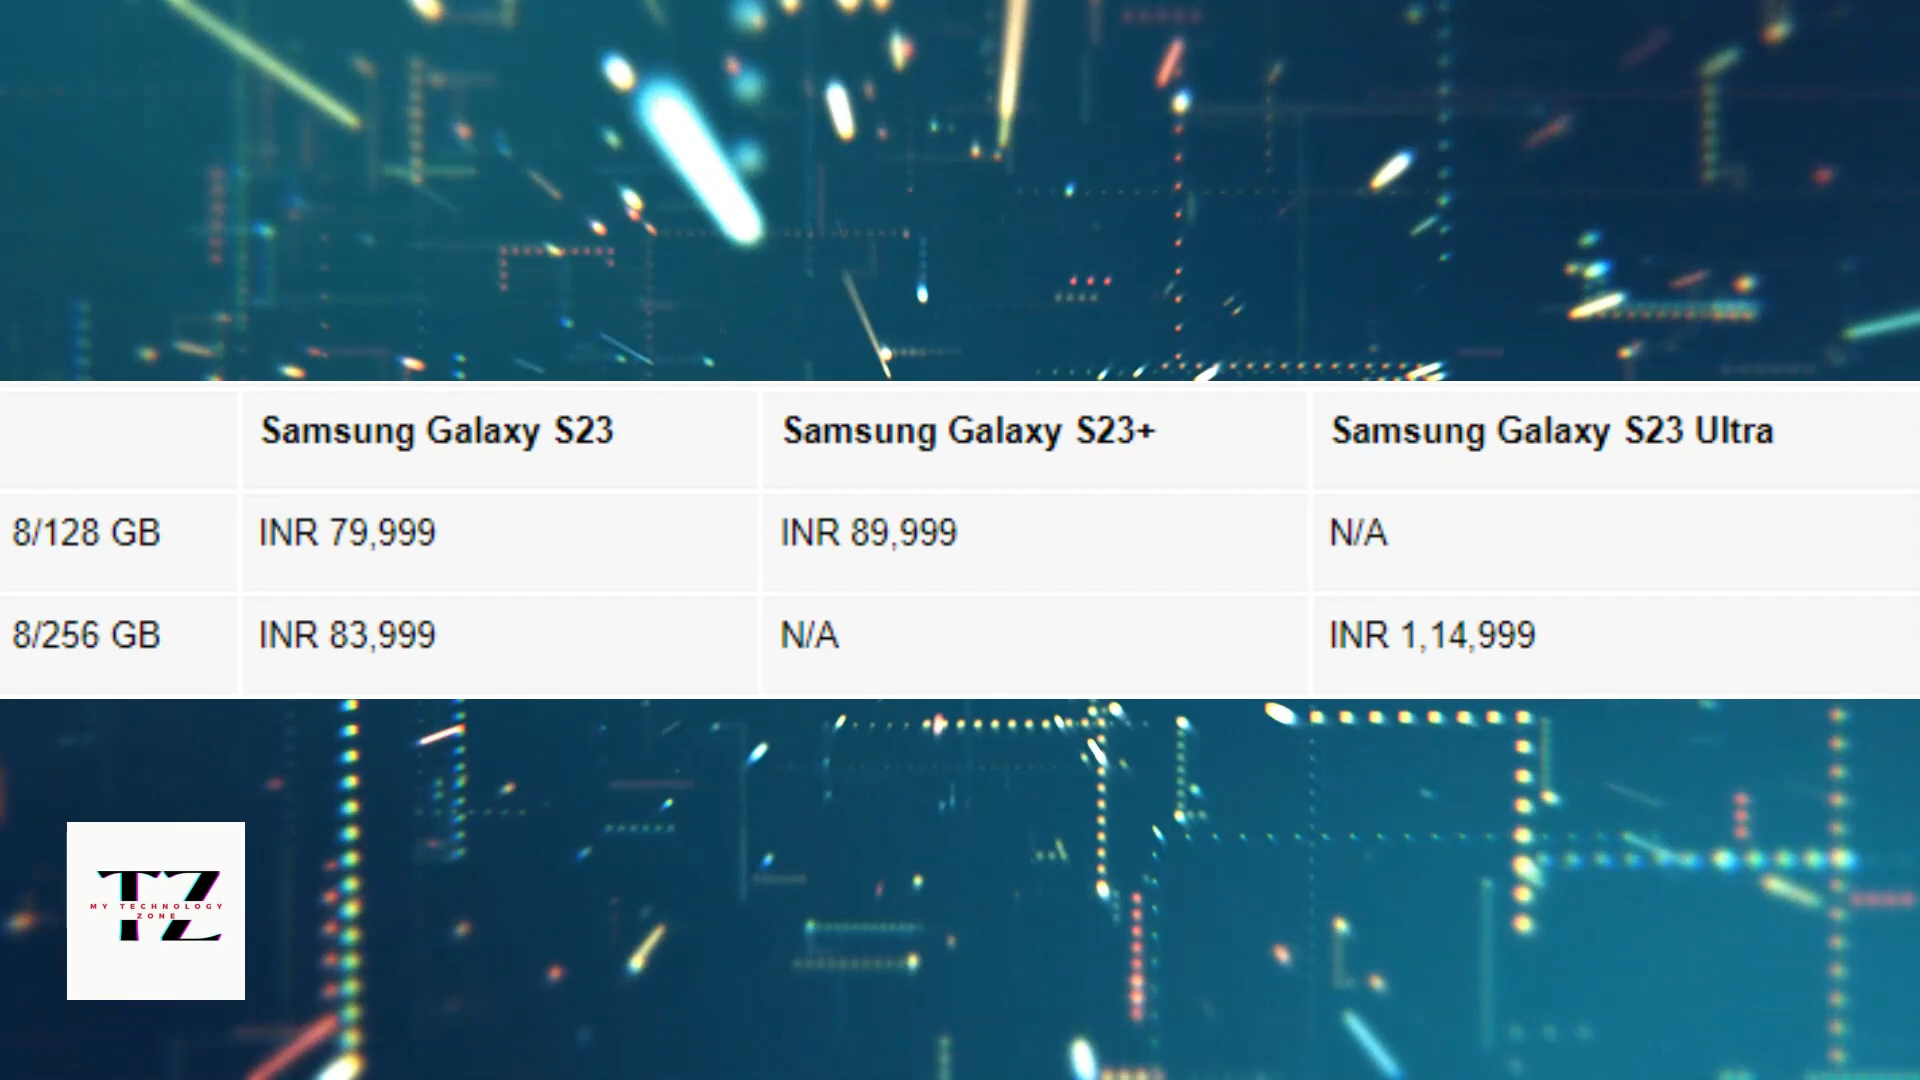 Samsung Galaxy S23 Samsung Galaxy S23+ Samsung Galaxy S23 Ultra
8/128 GB INR 79,999 INR 89,999 N/A
8/256 GB INR 83,999 N/A INR 1,14,999
TZ
MY TECHNOLOGY
ZONE